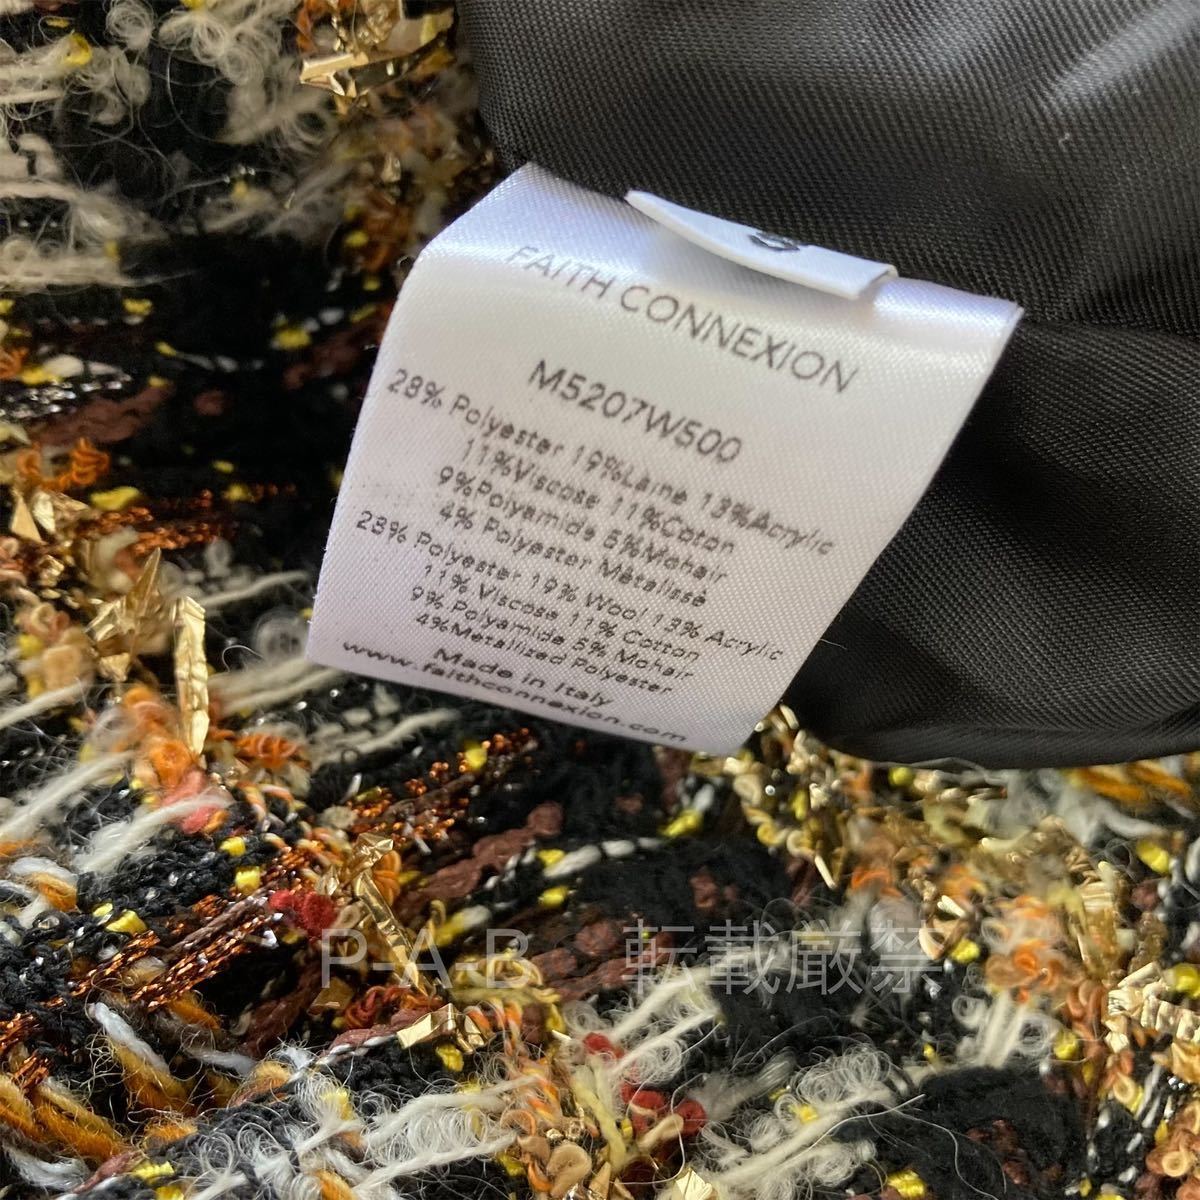 FAITH CONNEXION
M5207W500
28% Polyester 19%Laine 13%Acrylic
11%Viscose 11%Coton
9%Polyamide 5%Mohair
4% Polyester Métallisé
28% Polyester 19% Wool 13% Acrylic
11% Viscose 11% Cotton
9% Polyamide 5% Mohair
4%Metallized Polyester
Made in Italy
www.faithconnexion.com
P-A-B 転載厳禁